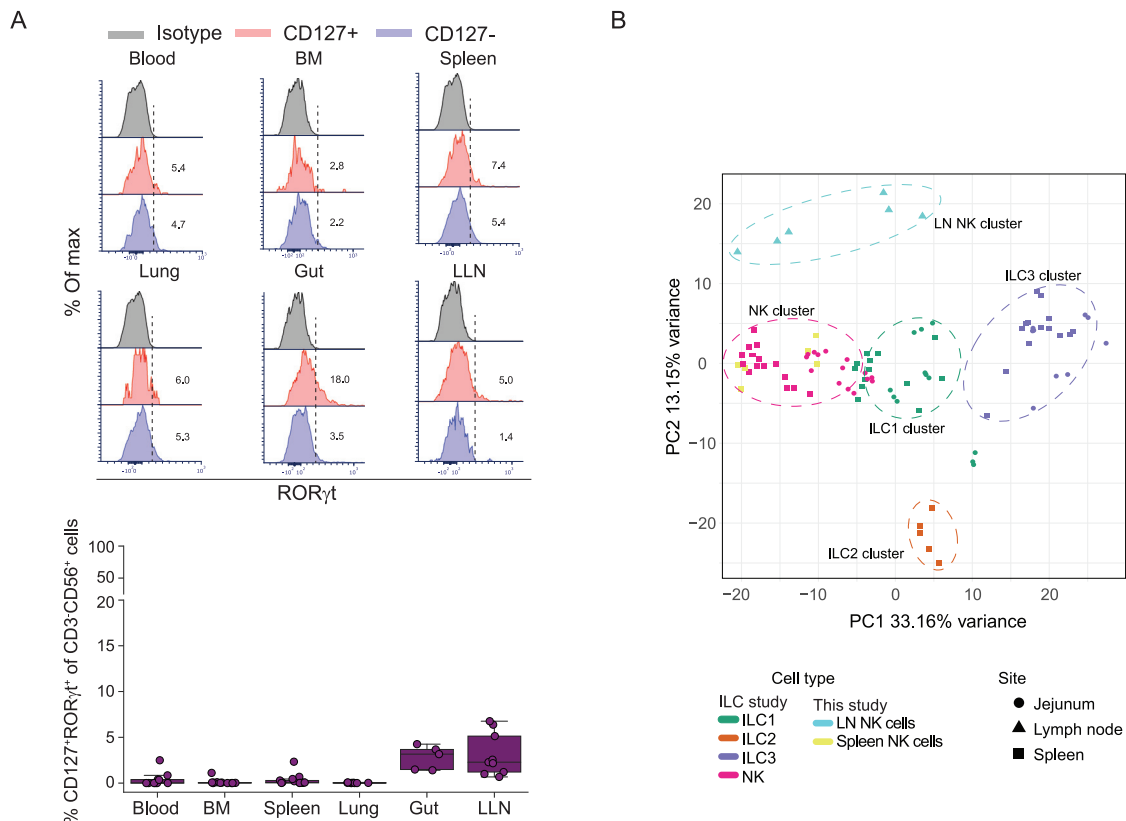 A
Isotype CD127+ CD127-
Blood BM Spleen
5.4
4.7
2.8
2.2
7.4
5.4
Lung Gut LLN
6.0
5.3
18.0
3.5
5.0
1.4
% Of max
RORγt
% CD127⁺RORγt⁺ of CD3⁻CD56⁺ cells
100
50
20
15
10
5
0
Blood BM Spleen Lung Gut LLN
B
PC2 13.15% variance
20
10
0
−10
−20
LN NK cluster
ILC3 cluster
NK cluster
ILC1 cluster
ILC2 cluster
−20 −10 0 10 20
PC1 33.16% variance
Cell type
ILC study
ILC1
ILC2
ILC3
NK
This study
LN NK cells
Spleen NK cells
Site
Jejunum
Lymph node
Spleen